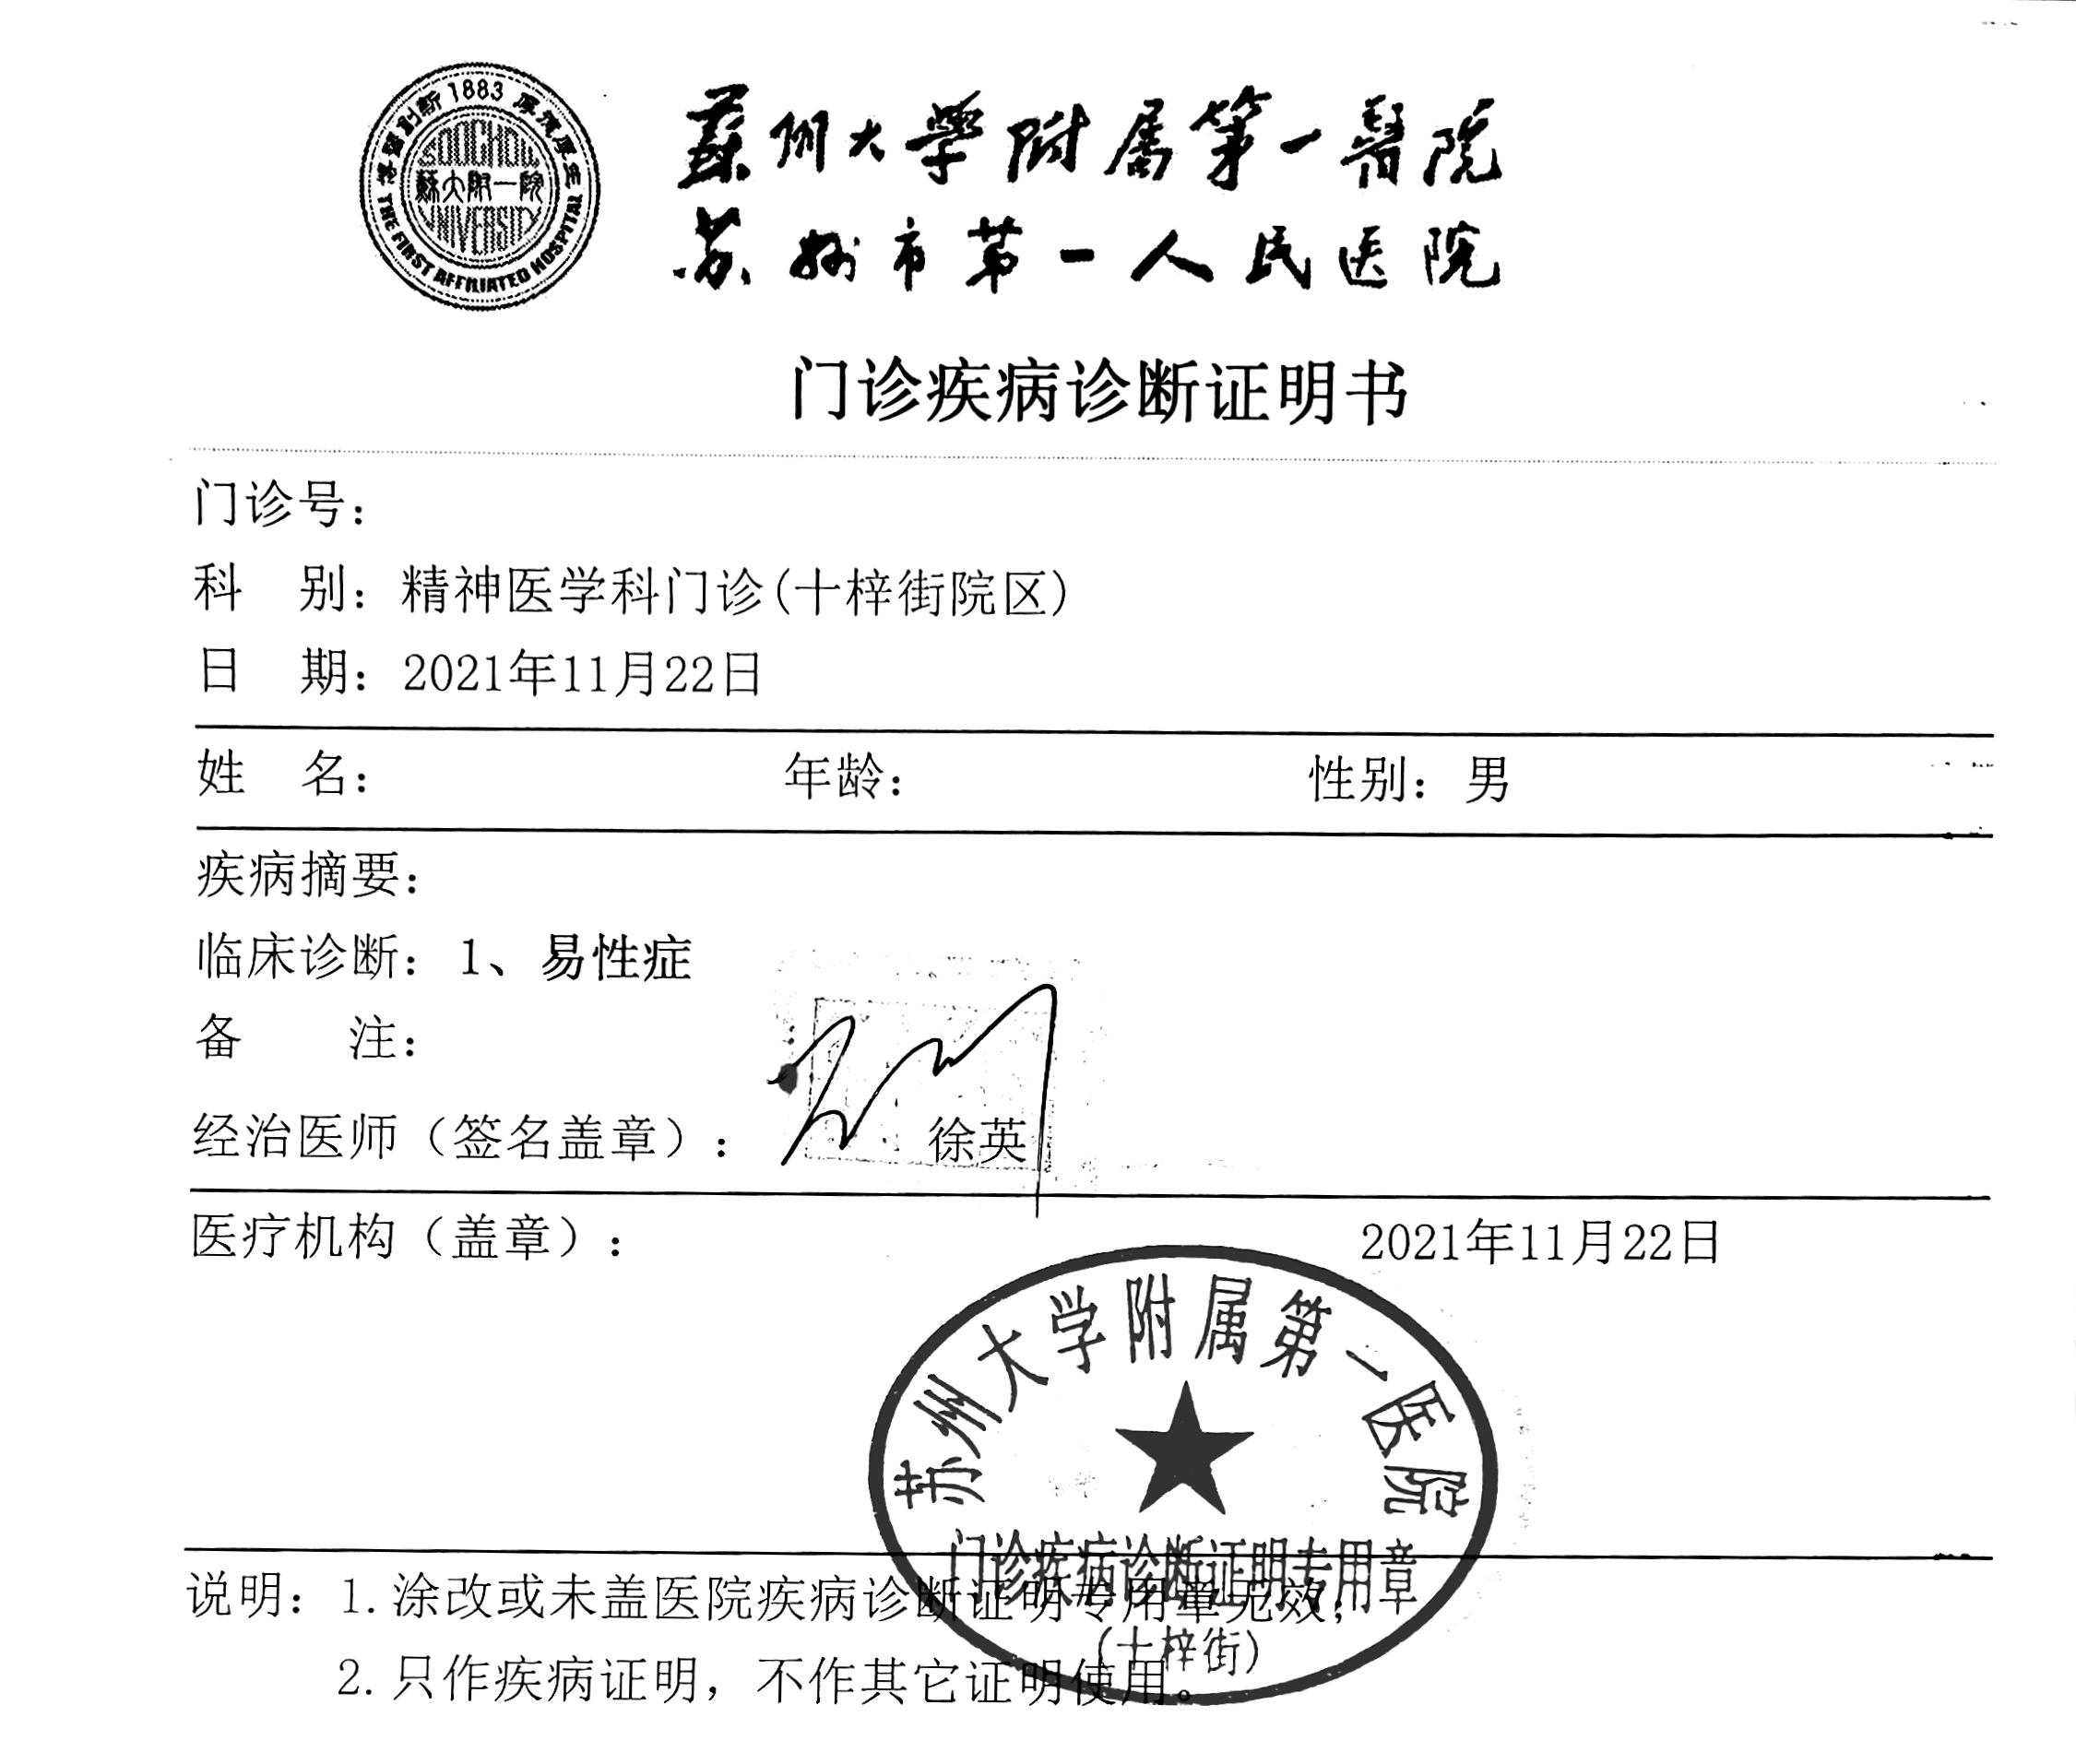 1883
SOOCHOW
蘇大附一院
UNIVERSITY
THE FIRST AFFILIATED HOSPITAL
蘇州大學附属第一醫院
苏州市第一人民医院
门诊疾病诊断证明书
门诊号：
科 别：精神医学科门诊(十梓街院区)
日 期：2021年11月22日
姓 名： 年龄： 性别：男
疾病摘要：
临床诊断：1、易性症
备 注：
经治医师（签名盖章）： 徐英
医疗机构（盖章）： 2021年11月22日
苏州大学附属第一医院
门诊疾病诊断证明专用章
(十梓街)
说明：1.涂改或未盖医院疾病诊断证明专用章无效；
2.只作疾病证明，不作其它证明使用。